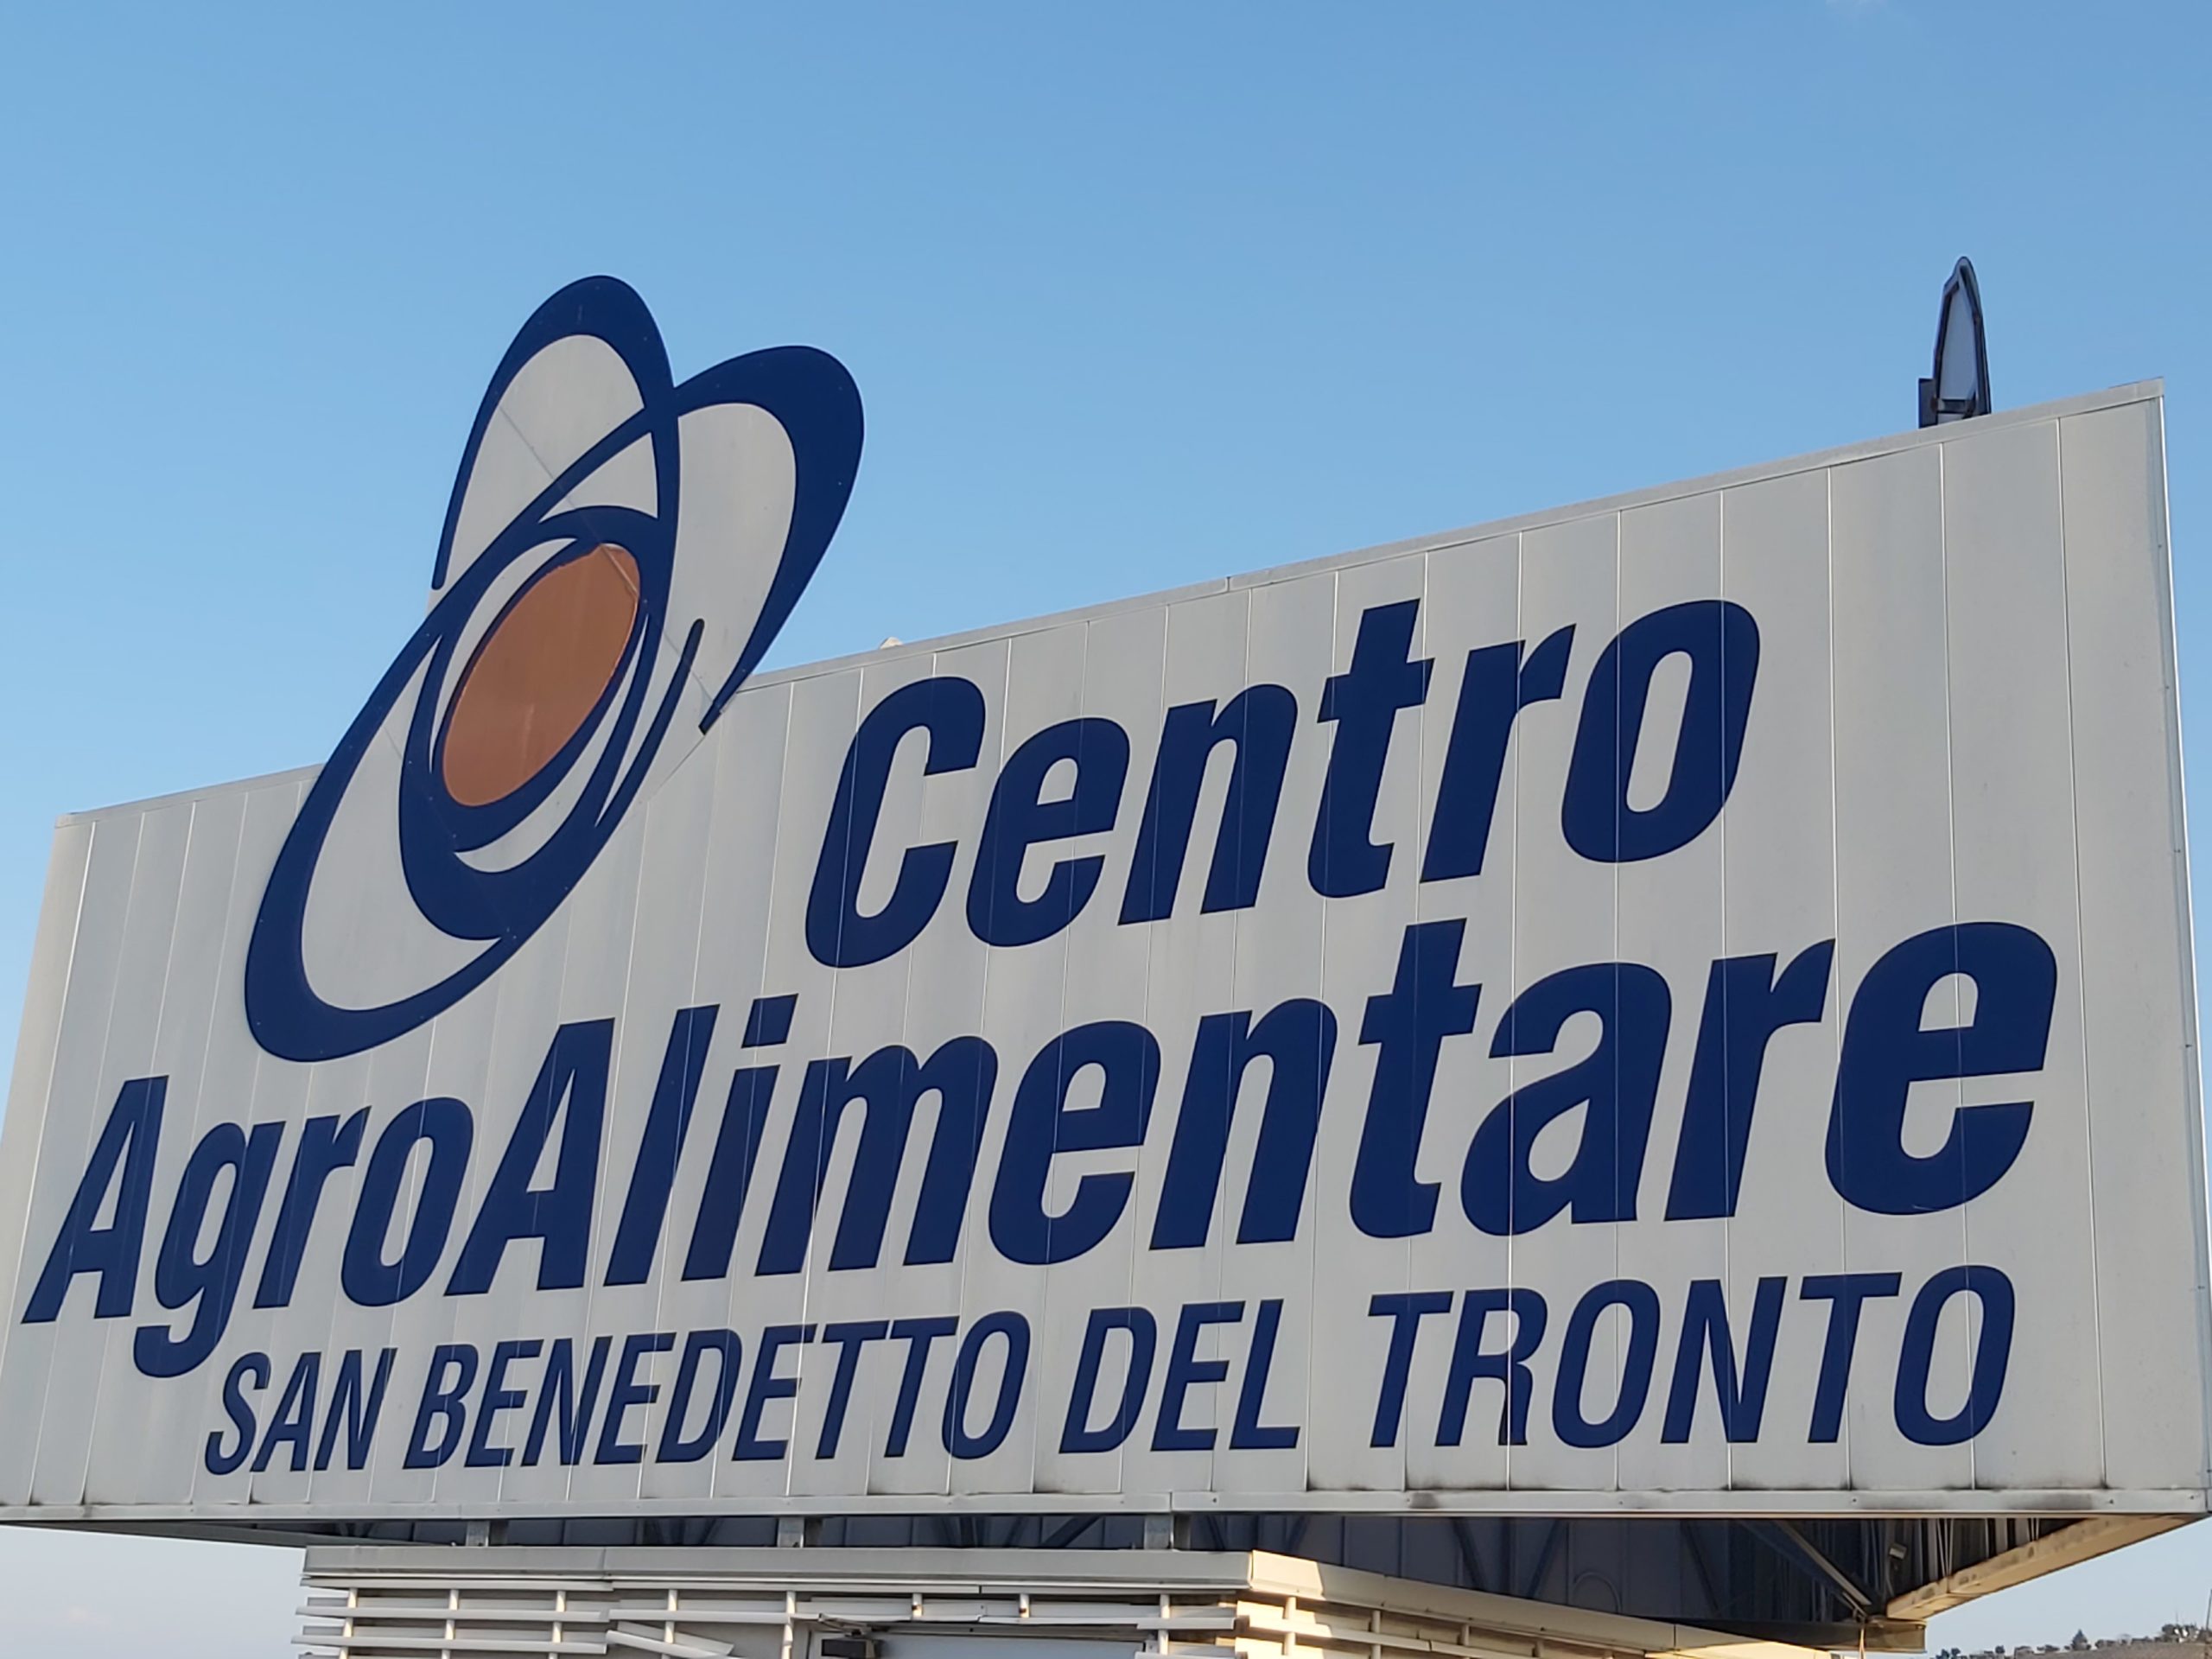 Centro
AgroAlimentare
SAN BENEDETTO DEL TRONTO